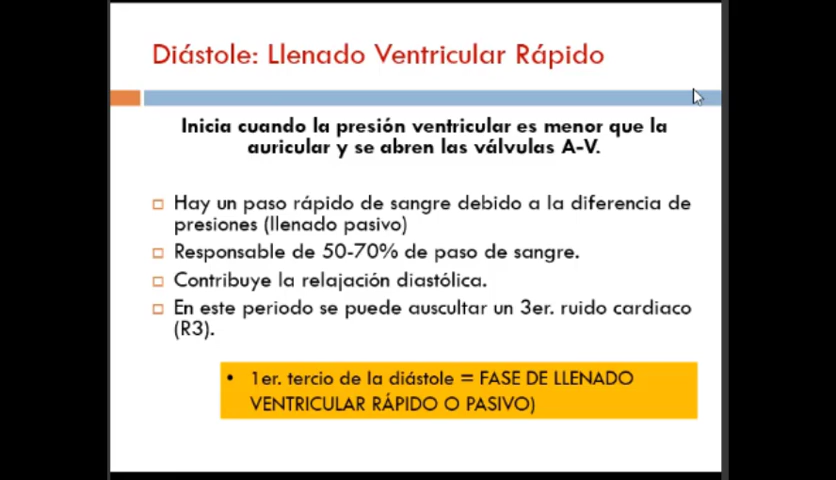 Diástole: Llenado Ventricular Rápido
Inicia cuando la presión ventricular es menor que la
auricular y se abren las válvulas A-V.
Hay un paso rápido de sangre debido a la diferencia de
presiones (llenado pasivo)
Responsable de 50-70% de paso de sangre.
Contribuye la relajación diastólica.
En este periodo se puede auscultar un 3er. ruido cardiaco
(R3).
• 1er. tercio de la diástole = FASE DE LLENADO
VENTRICULAR RÁPIDO O PASIVO)